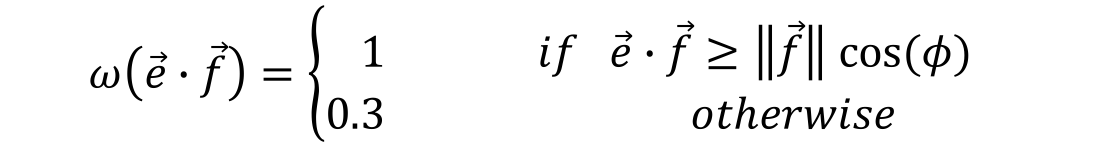 ω(e⃗ · f⃗) = { 1 if e⃗ · f⃗ ≥ ‖f⃗‖ cos(ϕ)
0.3 otherwise